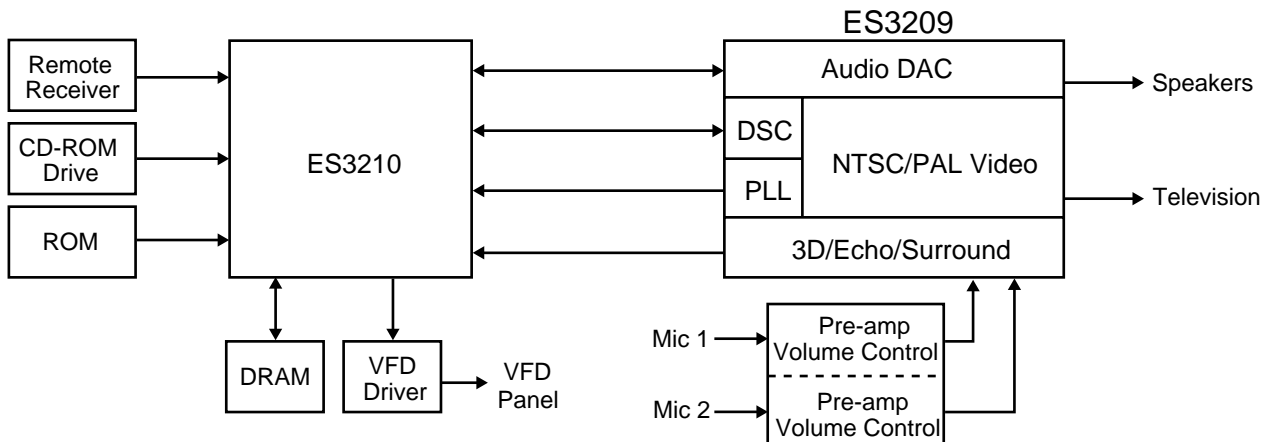 ES3209
Remote
Receiver
CD-ROM
Drive
ROM
ES3210
Audio DAC
DSC
PLL
NTSC/PAL Video
3D/Echo/Surround
Speakers
Television
DRAM
VFD
Driver
VFD
Panel
Mic 1
Pre-amp
Volume Control
Mic 2
Pre-amp
Volume Control